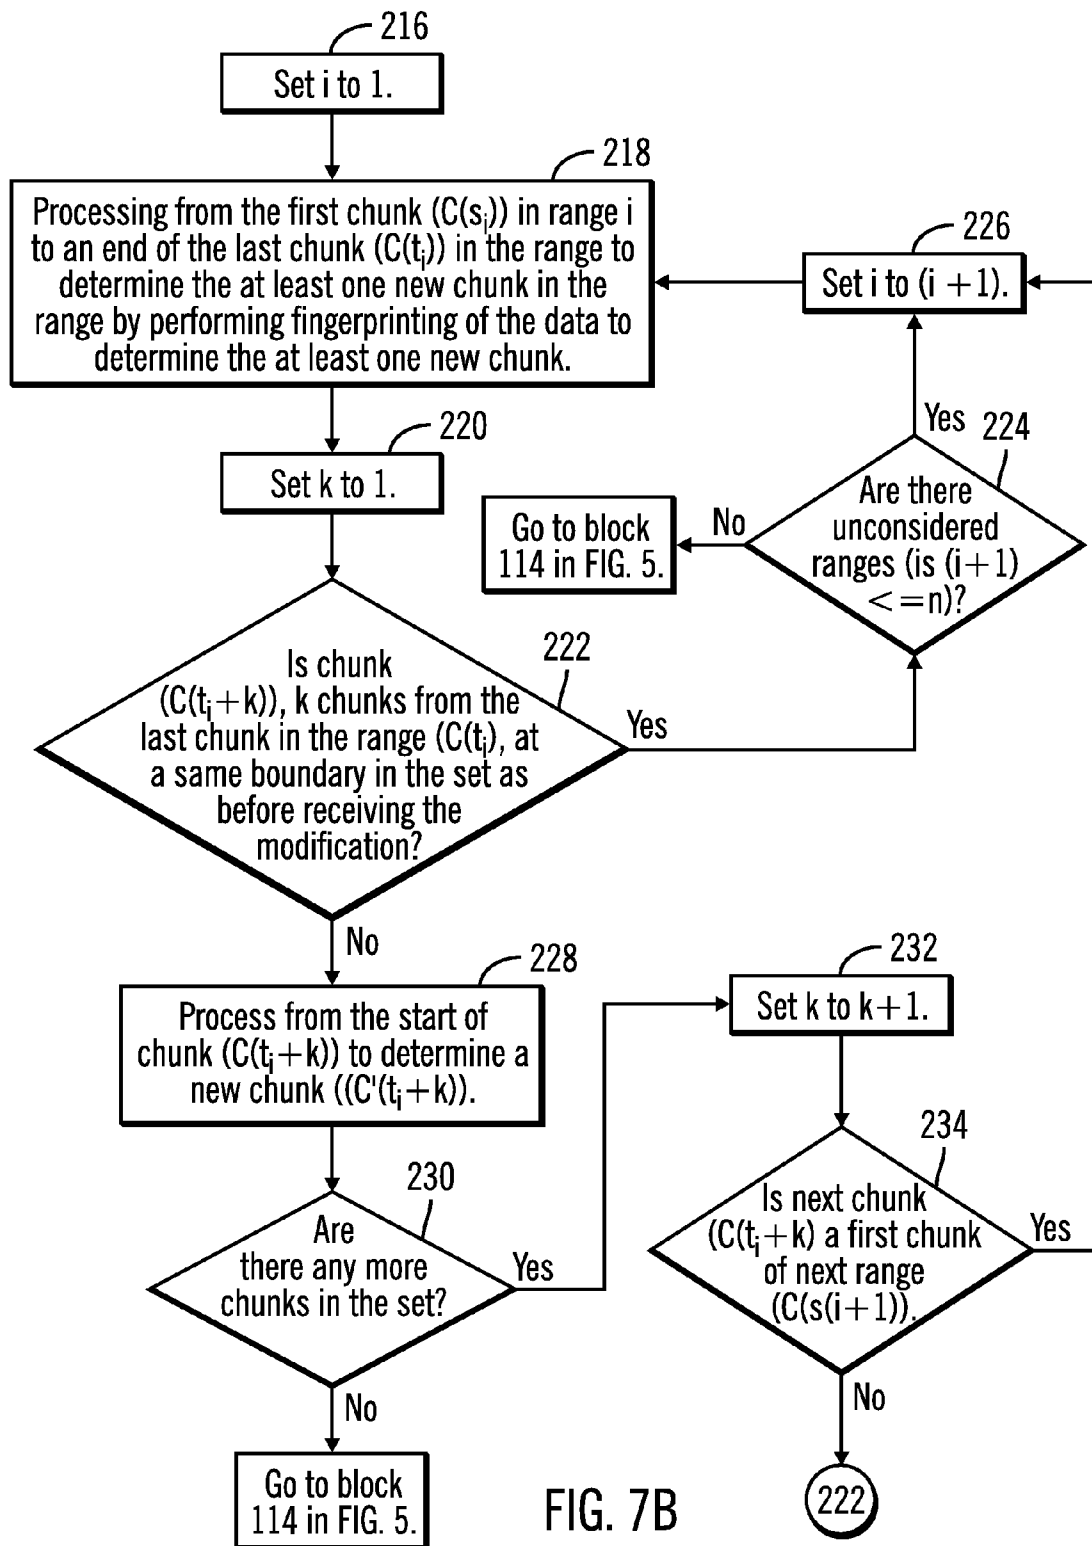 216
Set i to 1.
218
Processing from the first chunk (C(sᵢ)) in range i
to an end of the last chunk (C(tᵢ)) in the range to
determine the at least one new chunk in the
range by performing fingerprinting of the data to
determine the at least one new chunk.
226
Set i to (i +1).
220
Set k to 1.
Yes
224
Are there
unconsidered
ranges (is (i+1)
<=n)?
No
Go to block
114 in FIG. 5.
222
Is chunk
(C(tᵢ+k)), k chunks from the
last chunk in the range (C(tᵢ), at
a same boundary in the set as
before receiving the
modification?
Yes
No
228
Process from the start of
chunk (C(tᵢ+k)) to determine a
new chunk ((C'(tᵢ+k)).
232
Set k to k+1.
230
Are
there any more
chunks in the set?
Yes
234
Is next chunk
(C(tᵢ+k) a first chunk
of next range
(C(s(i+1)).
Yes
No
Go to block
114 in FIG. 5.
No
222
FIG. 7B